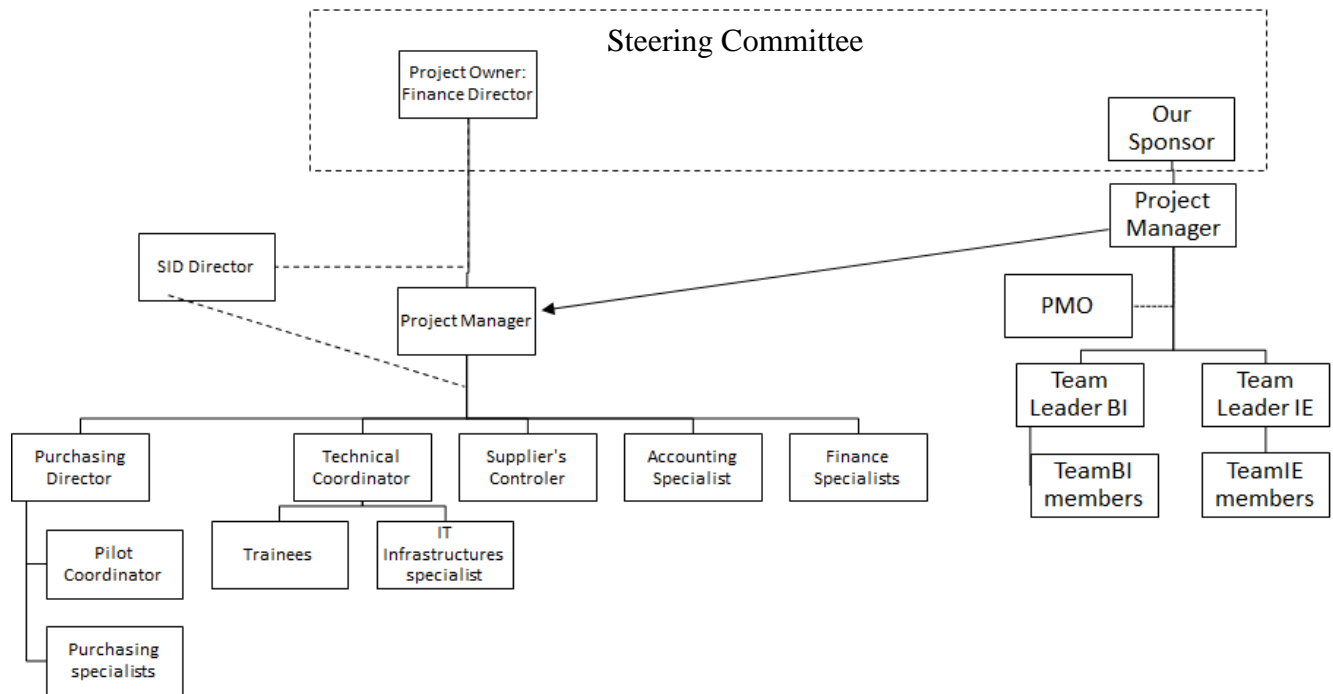 Steering Committee
Project Owner:
Finance Director
Our
Sponsor
Project
Manager
SID Director
Project Manager
PMO
Team
Leader BI
Team
Leader IE
Purchasing
Director
Technical
Coordinator
Supplier's
Controler
Accounting
Specialist
Finance
Specialists
TeamBI
members
TeamIE
members
Pilot
Coordinator
Trainees
IT
Infrastructures
specialist
Purchasing
specialists